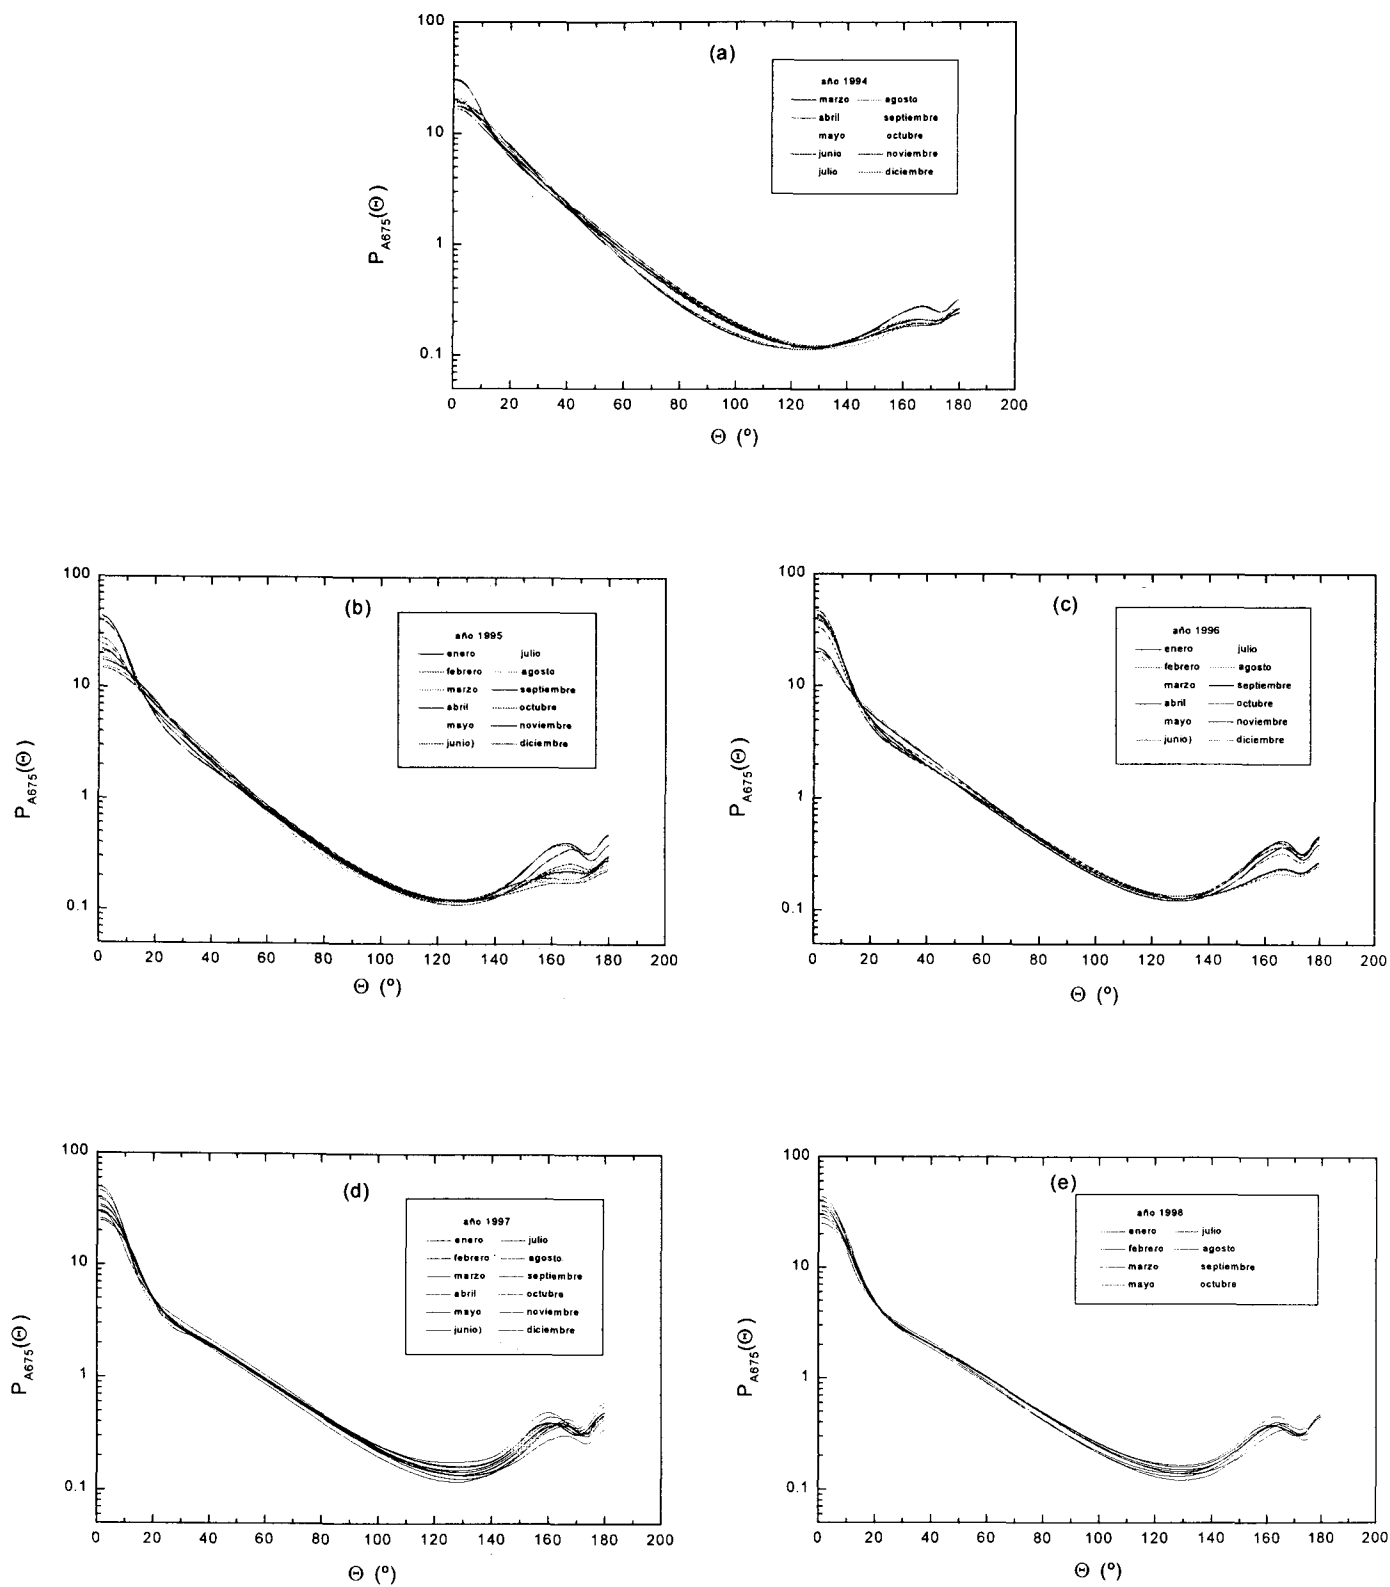 (a)
100
10
1
0.1
P_A675(Θ)
0 20 40 60 80 100 120 140 160 180 200
Θ (º)
año 1994
marzo agosto
abril septiembre
mayo octubre
junio noviembre
julio diciembre
(b)
100
10
1
0.1
P_A675(Θ)
0 20 40 60 80 100 120 140 160 180 200
Θ (º)
año 1995
enero julio
febrero agosto
marzo septiembre
abril octubre
mayo noviembre
junio) diciembre
(c)
100
10
1
0.1
P_A675(Θ)
0 20 40 60 80 100 120 140 160 180 200
Θ (º)
año 1996
enero julio
febrero agosto
marzo septiembre
abril octubre
mayo noviembre
junio) diciembre
(d)
100
10
1
0.1
P_A675(Θ)
0 20 40 60 80 100 120 140 160 180 200
Θ (º)
año 1997
enero julio
febrero agosto
marzo septiembre
abril octubre
mayo noviembre
junio) diciembre
(e)
100
10
1
0.1
P_A675(Θ)
0 20 40 60 80 100 120 140 160 180 200
Θ (º)
año 1998
enero julio
febrero agosto
marzo septiembre
mayo octubre